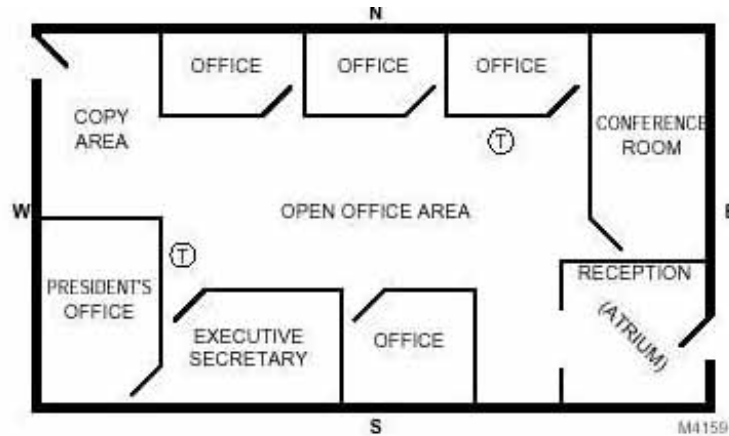 N
OFFICE
OFFICE
OFFICE
COPY
AREA
CONFERENCE
ROOM
T
W
OPEN OFFICE AREA
E
T
PRESIDENT'S
OFFICE
RECEPTION
(ATRIUM)
EXECUTIVE
SECRETARY
OFFICE
S
M4159